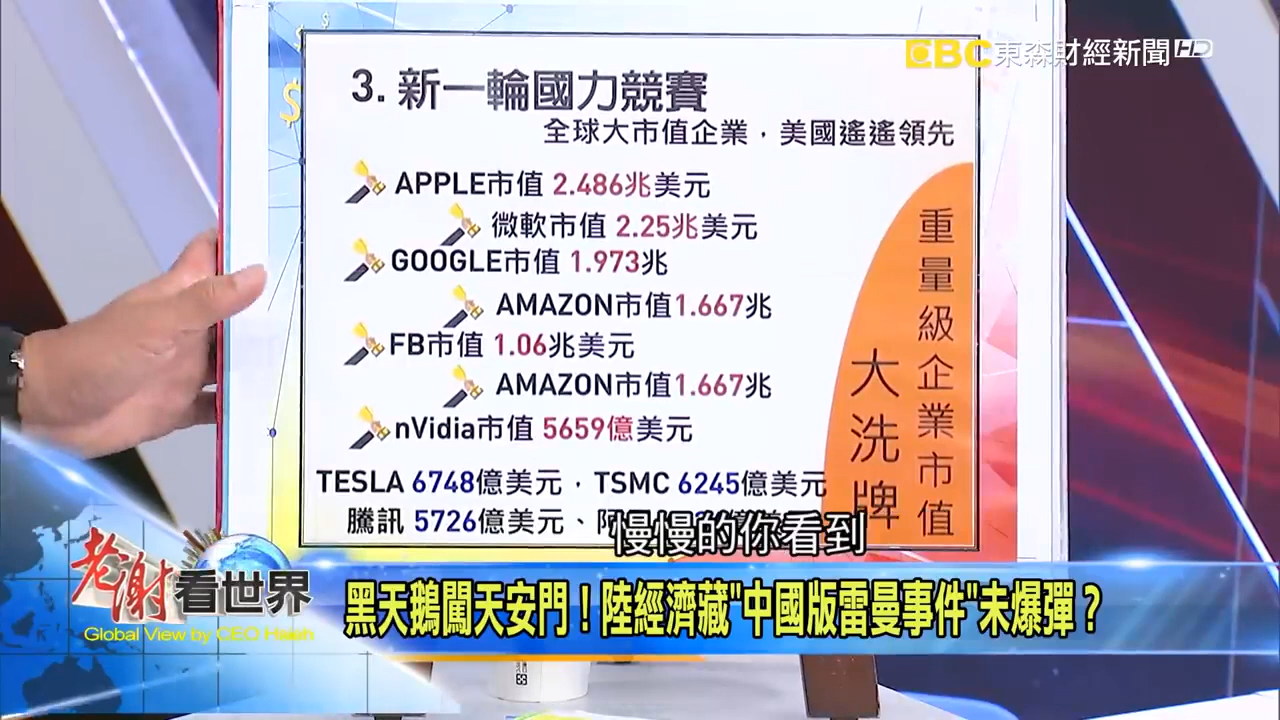 EBC 東森財經新聞 HD
3. 新一輪國力競賽
全球大市值企業，美國遙遙領先
APPLE市值 2.486兆美元
微軟市值 2.25兆美元
GOOGLE市值 1.973兆
AMAZON市值1.667兆
FB市值 1.06兆美元
AMAZON市值1.667兆
nVidia市值 5659億美元
TESLA 6748億美元，TSMC 6245億美元
騰訊 5726億美元、
重量級企業市值
大洗牌
慢慢的你看到
老謝看世界
Global View by CEO Hsieh
黑天鵝闖天安門！陸經濟藏"中國版雷曼事件"未爆彈？